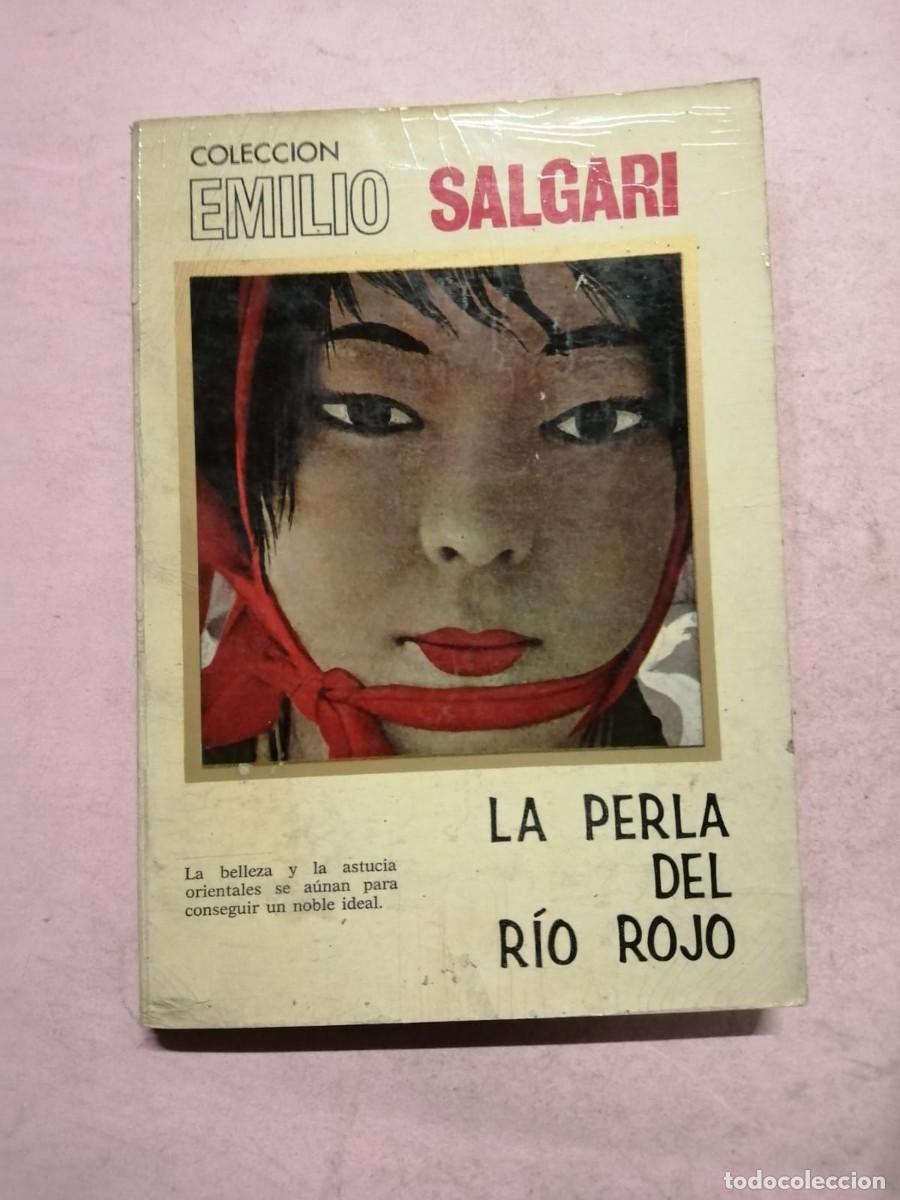 COLECCION
EMILIO SALGARI
LA PERLA
DEL
RÍO ROJO
La belleza y la astucia
orientales se aúnan para
conseguir un noble ideal.
todocoleccion